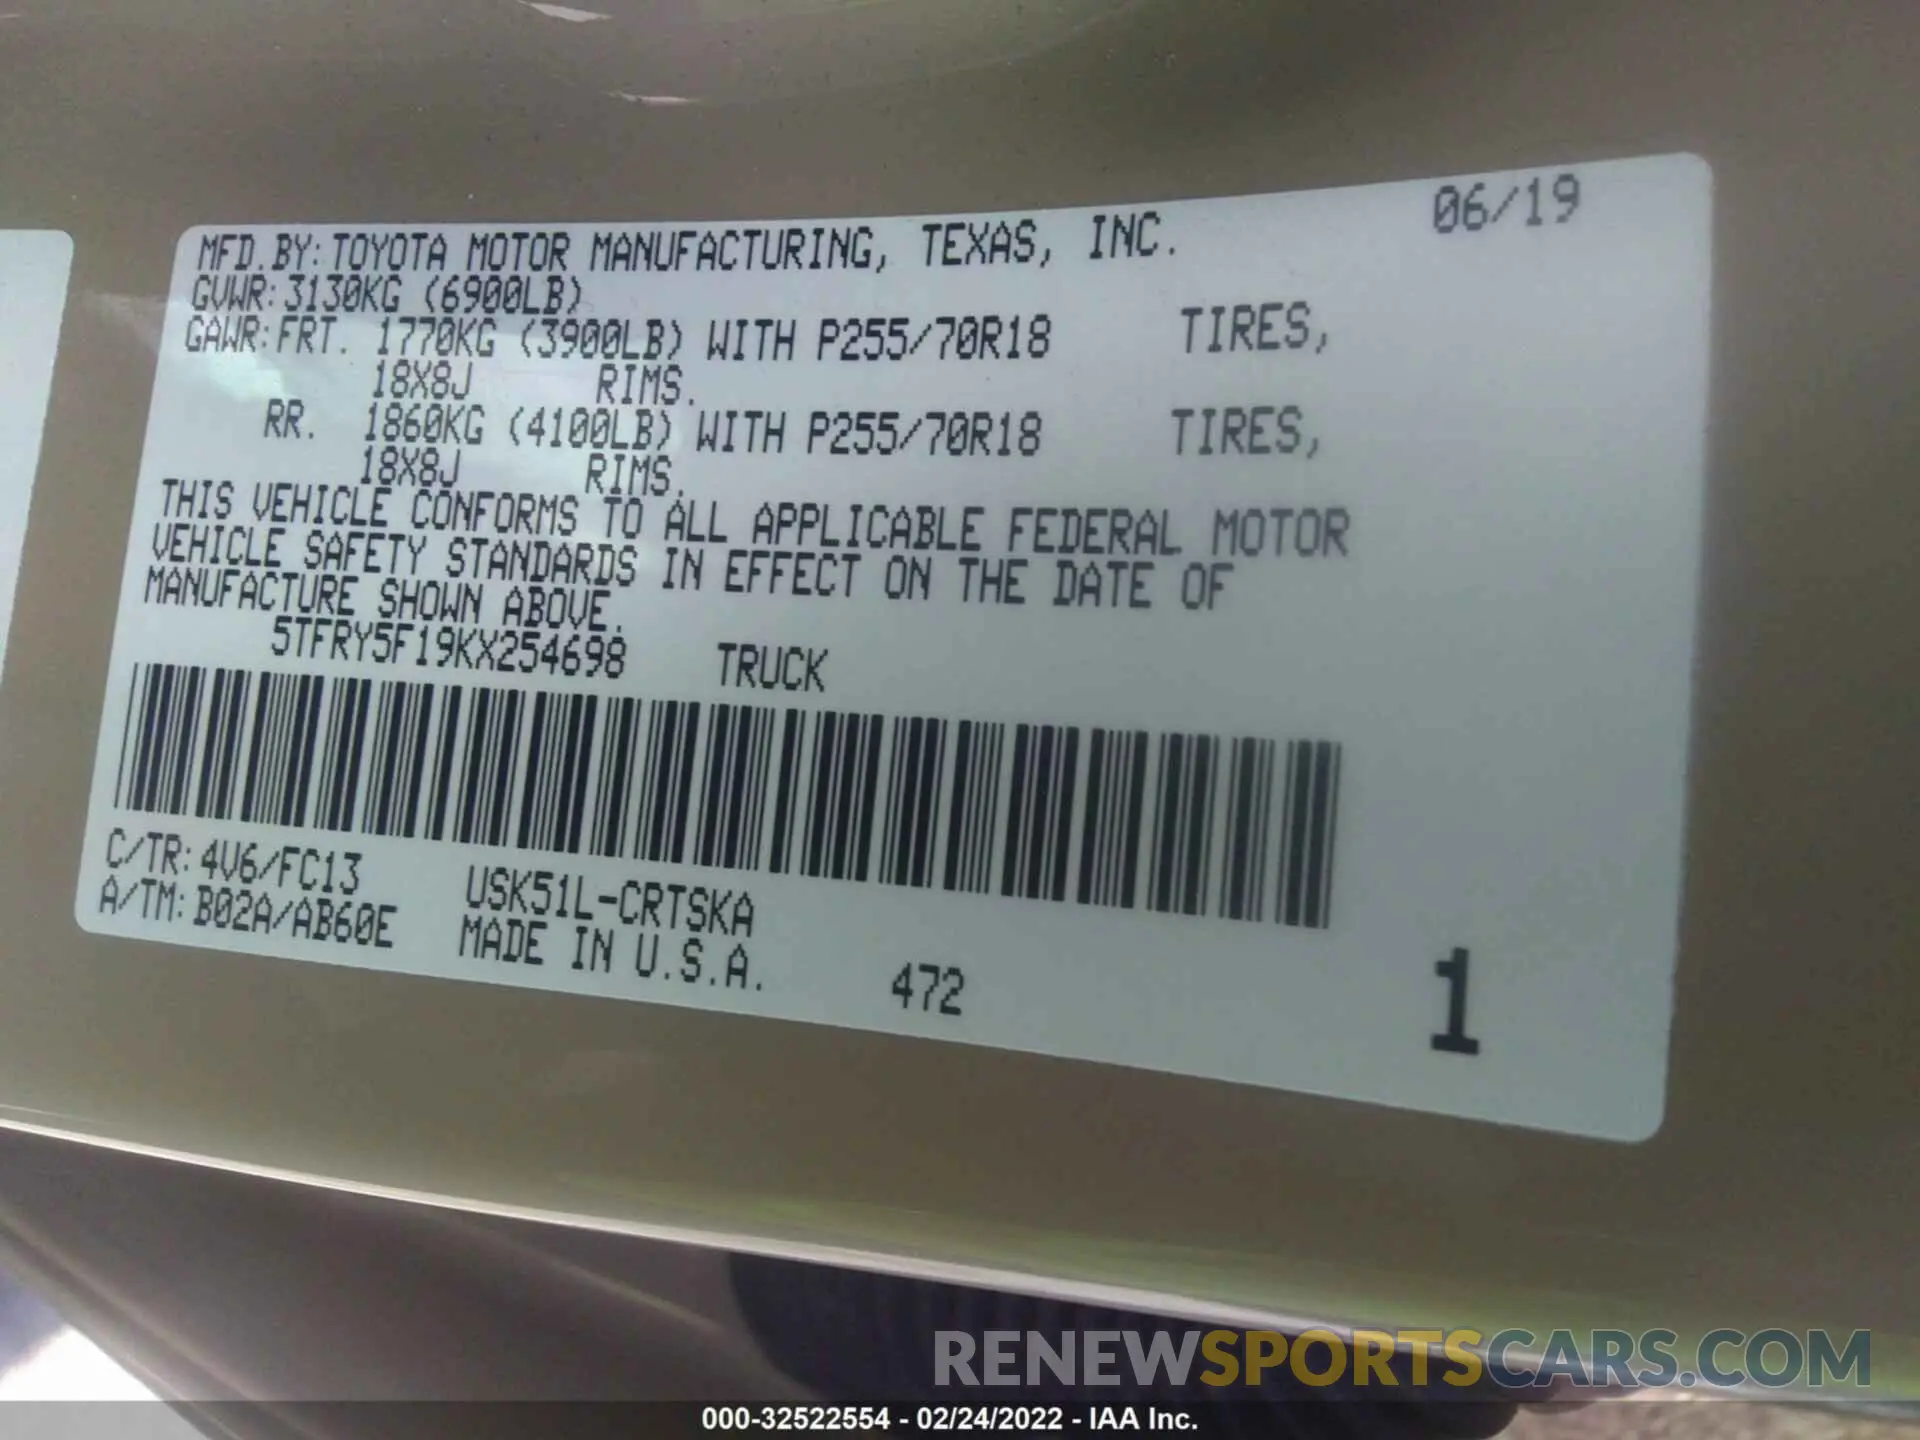 06/19
MFD.BY:TOYOTA MOTOR MANUFACTURING, TEXAS, INC.
GVWR:3130KG (6900LB)
GAWR:FRT. 1770KG (3900LB) WITH P255/70R18 TIRES,
18X8J RIMS.
RR. 1860KG (4100LB) WITH P255/70R18 TIRES,
18X8J RIMS.
THIS VEHICLE CONFORMS TO ALL APPLICABLE FEDERAL MOTOR
VEHICLE SAFETY STANDARDS IN EFFECT ON THE DATE OF
MANUFACTURE SHOWN ABOVE.
5TFRY5F19KX254698 TRUCK
C/TR:4V6/FC13 USK51L-CRTSKA
A/TM:B02A/AB60E MADE IN U.S.A. 472
1
RENEWSPORTSCARS.COM
000-32522554 - 02/24/2022 - IAA Inc.